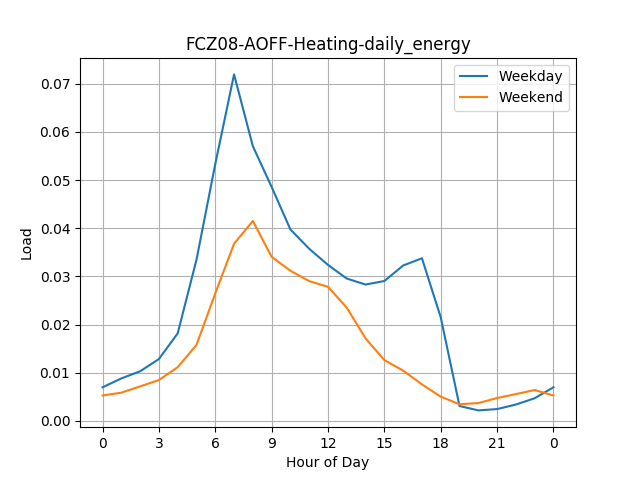 FCZ08-AOFF-Heating-daily_energy
Weekday
Weekend
0.07
0.06
0.05
0.04
0.03
0.02
0.01
0.00
Load
0 3 6 9 12 15 18 21 0
Hour of Day